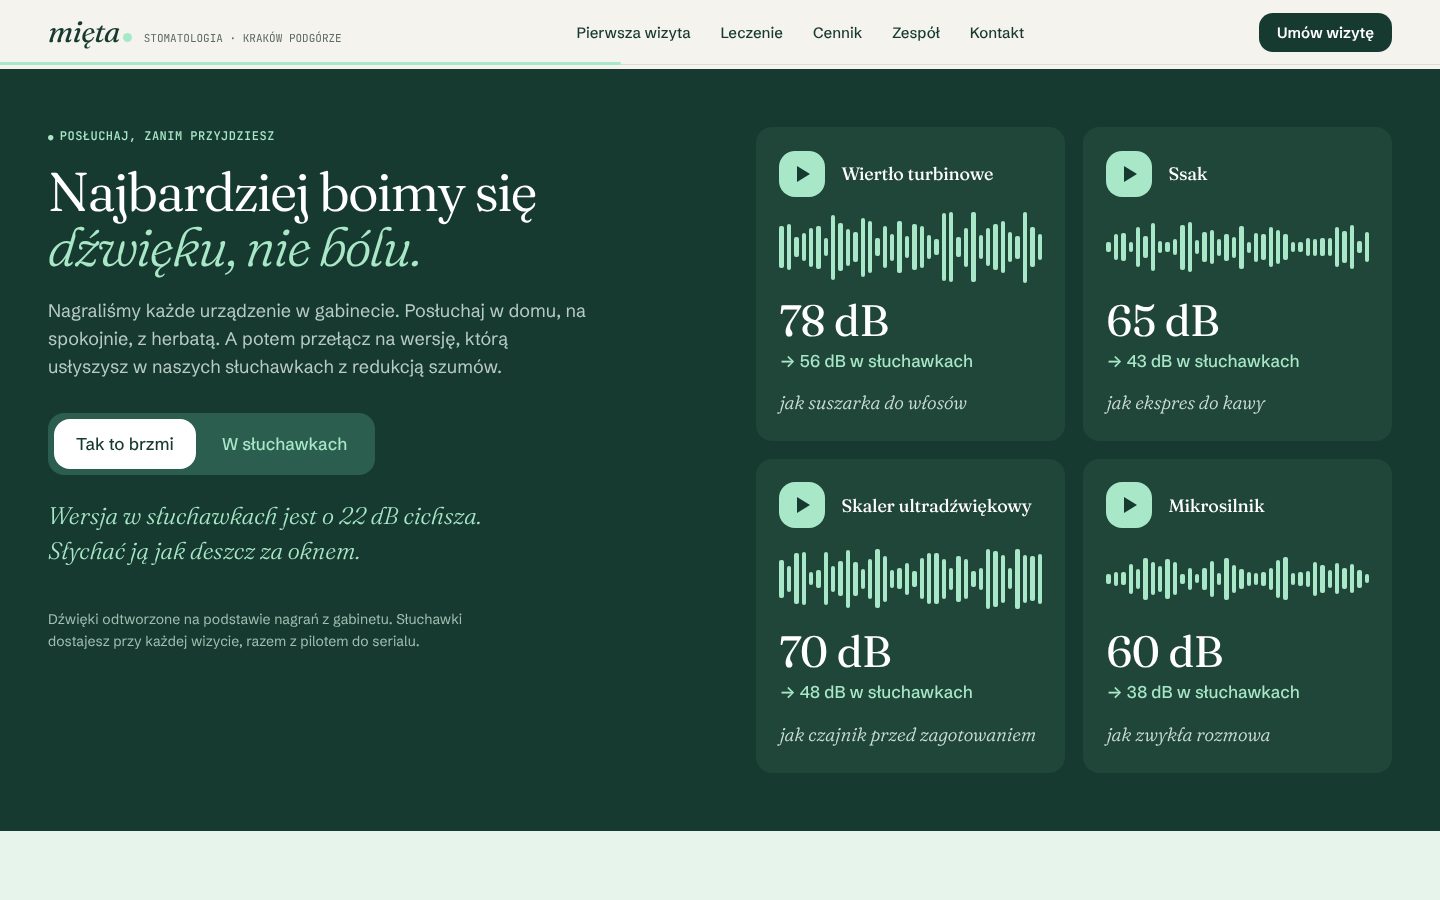 mięta
STOMATOLOGIA · KRAKÓW PODGÓRZE
Pierwsza wizyta
Leczenie
Cennik
Zespół
Kontakt
Umów wizytę
POSŁUCHAJ, ZANIM PRZYJDZIESZ
Najbardziej boimy się
dźwięku, nie bólu.
Nagraliśmy każde urządzenie w gabinecie. Posłuchaj w domu, na
spokojnie, z herbatą. A potem przełącz na wersję, którą
usłyszysz w naszych słuchawkach z redukcją szumów.
Tak to brzmi
W słuchawkach
Wersja w słuchawkach jest o 22 dB cichsza.
Słychać ją jak deszcz za oknem.
Dźwięki odtworzone na podstawie nagrań z gabinetu. Słuchawki
dostajesz przy każdej wizycie, razem z pilotem do serialu.
Wiertło turbinowe
78 dB
→ 56 dB w słuchawkach
jak suszarka do włosów
Ssak
65 dB
→ 43 dB w słuchawkach
jak ekspres do kawy
Skaler ultradźwiękowy
70 dB
→ 48 dB w słuchawkach
jak czajnik przed zagotowaniem
Mikrosilnik
60 dB
→ 38 dB w słuchawkach
jak zwykła rozmowa